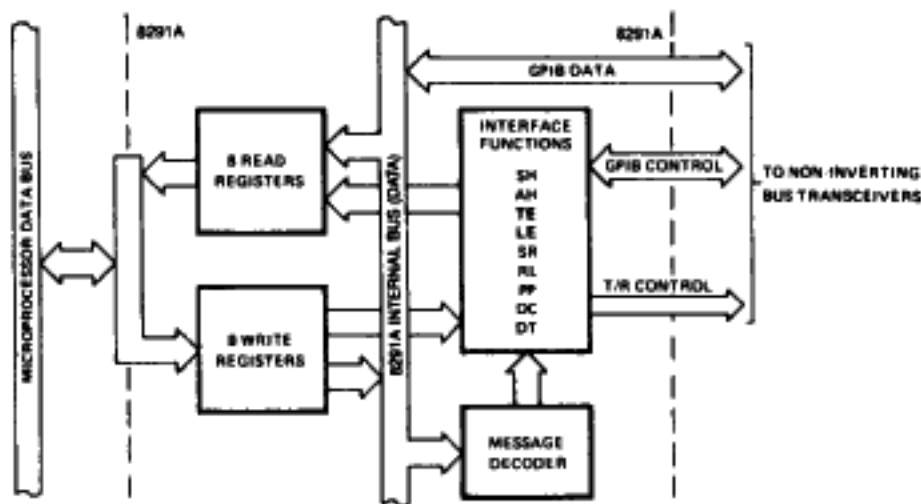 8291A
8291A
GPIB DATA
MICROPROCESSOR DATA BUS
8 READ
REGISTERS
8291A INTERNAL BUS (DATA)
INTERFACE
FUNCTIONS
SH
AH
TE
LE
SR
RL
PP
DC
DT
GPIB CONTROL
TO NON-INVERTING
BUS TRANSCEIVERS
T/R CONTROL
8 WRITE
REGISTERS
MESSAGE
DECODER